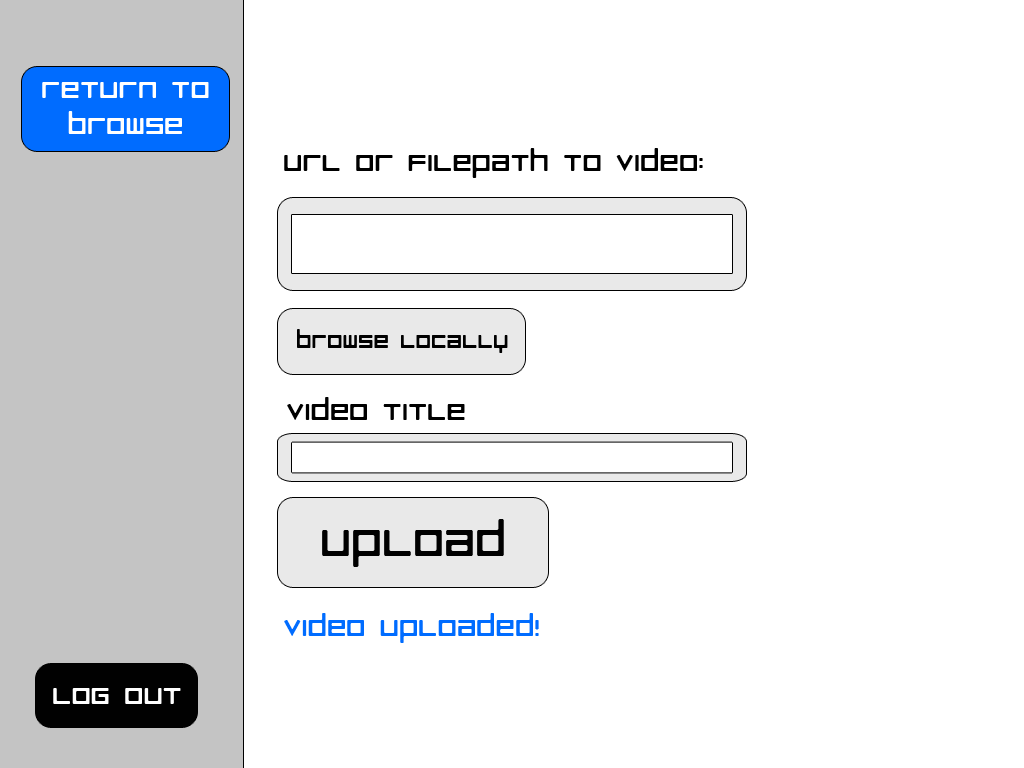 return to
browse
url or filepath to video:
browse locally
video title
upload
video uploaded!
LOG OUT